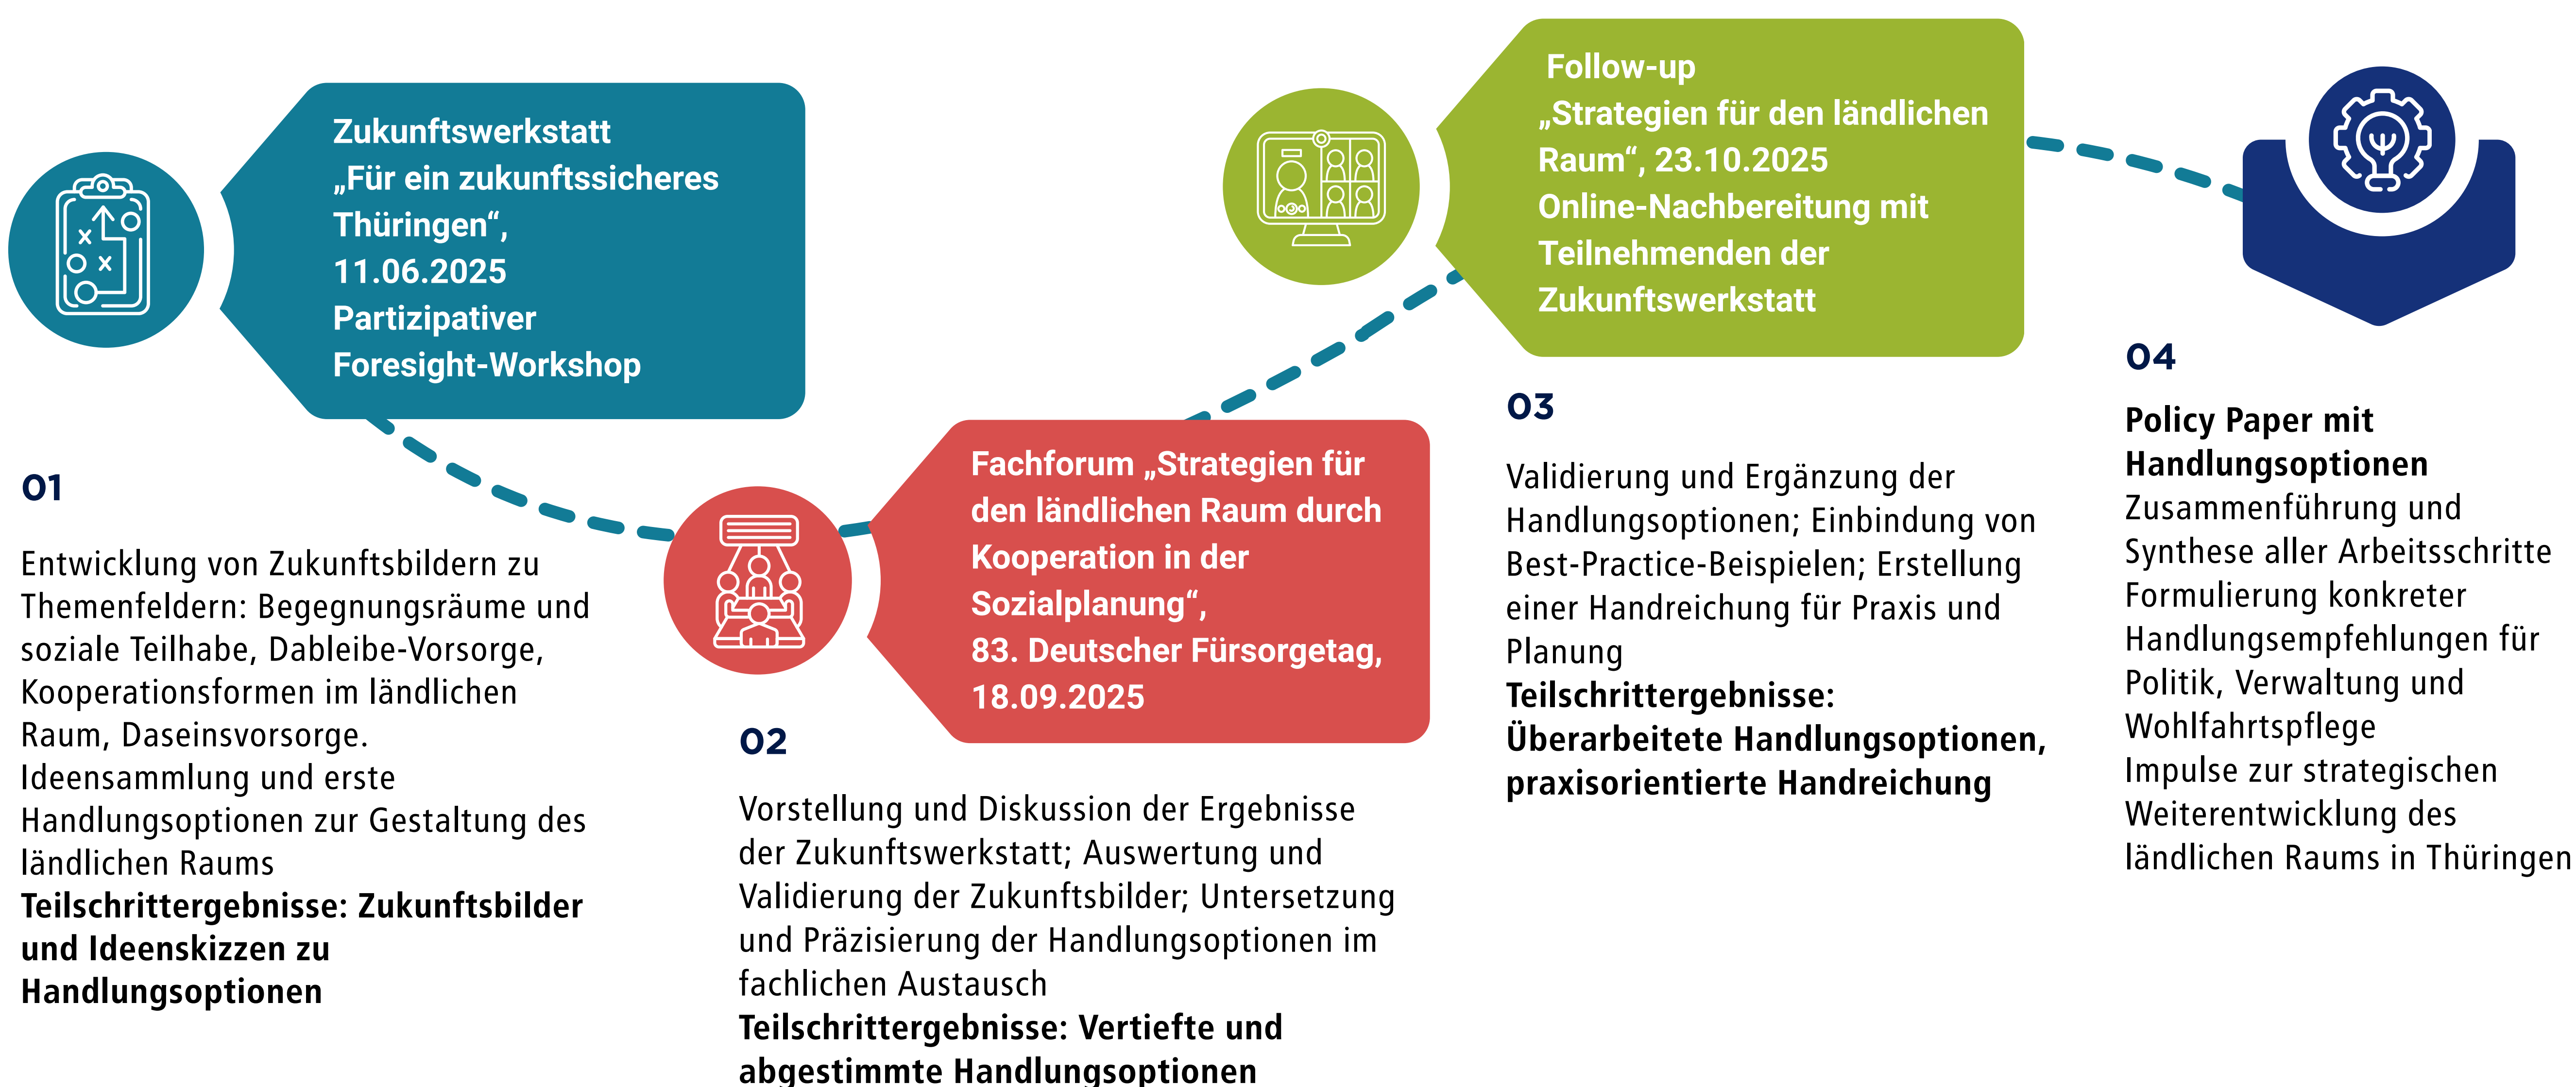 Zukunftswerkstatt
„Für ein zukunftssicheres
Thüringen“,
11.06.2025
Partizipativer
Foresight-Workshop
01
Entwicklung von Zukunftsbildern zu
Themenfeldern: Begegnungsräume und
soziale Teilhabe, Dableibe-Vorsorge,
Kooperationsformen im ländlichen
Raum, Daseinsvorsorge.
Ideensammlung und erste
Handlungsoptionen zur Gestaltung des
ländlichen Raums
Teilschrittergebnisse: Zukunftsbilder
und Ideenskizzen zu
Handlungsoptionen
Fachforum „Strategien für
den ländlichen Raum durch
Kooperation in der
Sozialplanung“,
83. Deutscher Fürsorgetag,
18.09.2025
02
Vorstellung und Diskussion der Ergebnisse
der Zukunftswerkstatt; Auswertung und
Validierung der Zukunftsbilder; Untersetzung
und Präzisierung der Handlungsoptionen im
fachlichen Austausch
Teilschrittergebnisse: Vertiefte und
abgestimmte Handlungsoptionen
Follow-up
„Strategien für den ländlichen
Raum“, 23.10.2025
Online-Nachbereitung mit
Teilnehmenden der
Zukunftswerkstatt
03
Validierung und Ergänzung der
Handlungsoptionen; Einbindung von
Best-Practice-Beispielen; Erstellung
einer Handreichung für Praxis und
Planung
Teilschrittergebnisse:
Überarbeitete Handlungsoptionen,
praxisorientierte Handreichung
04
Policy Paper mit
Handlungsoptionen
Zusammenführung und
Synthese aller Arbeitsschritte
Formulierung konkreter
Handlungsempfehlungen für
Politik, Verwaltung und
Wohlfahrtspflege
Impulse zur strategischen
Weiterentwicklung des
ländlichen Raums in Thüringen